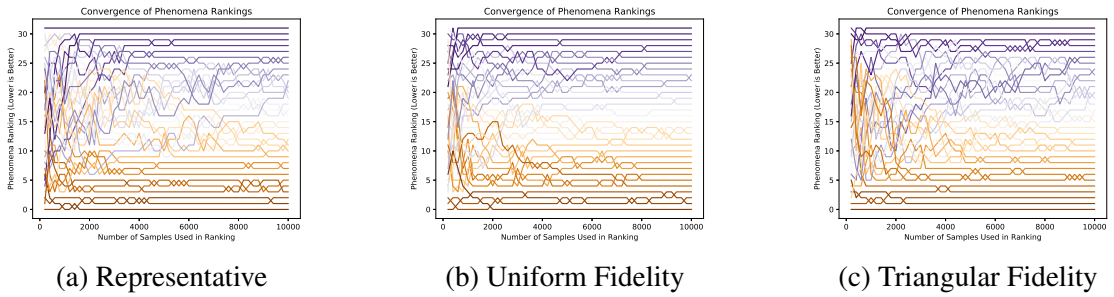 Convergence of Phenomena Rankings
Phenomena Ranking (Lower is Better)
30
25
20
15
10
5
0
0 2000 4000 6000 8000 10000
Number of Samples Used in Ranking
(a) Representative
Convergence of Phenomena Rankings
Phenomena Ranking (Lower is Better)
30
25
20
15
10
5
0
0 2000 4000 6000 8000 10000
Number of Samples Used in Ranking
(b) Uniform Fidelity
Convergence of Phenomena Rankings
Phenomena Ranking (Lower is Better)
30
25
20
15
10
5
0
0 2000 4000 6000 8000 10000
Number of Samples Used in Ranking
(c) Triangular Fidelity